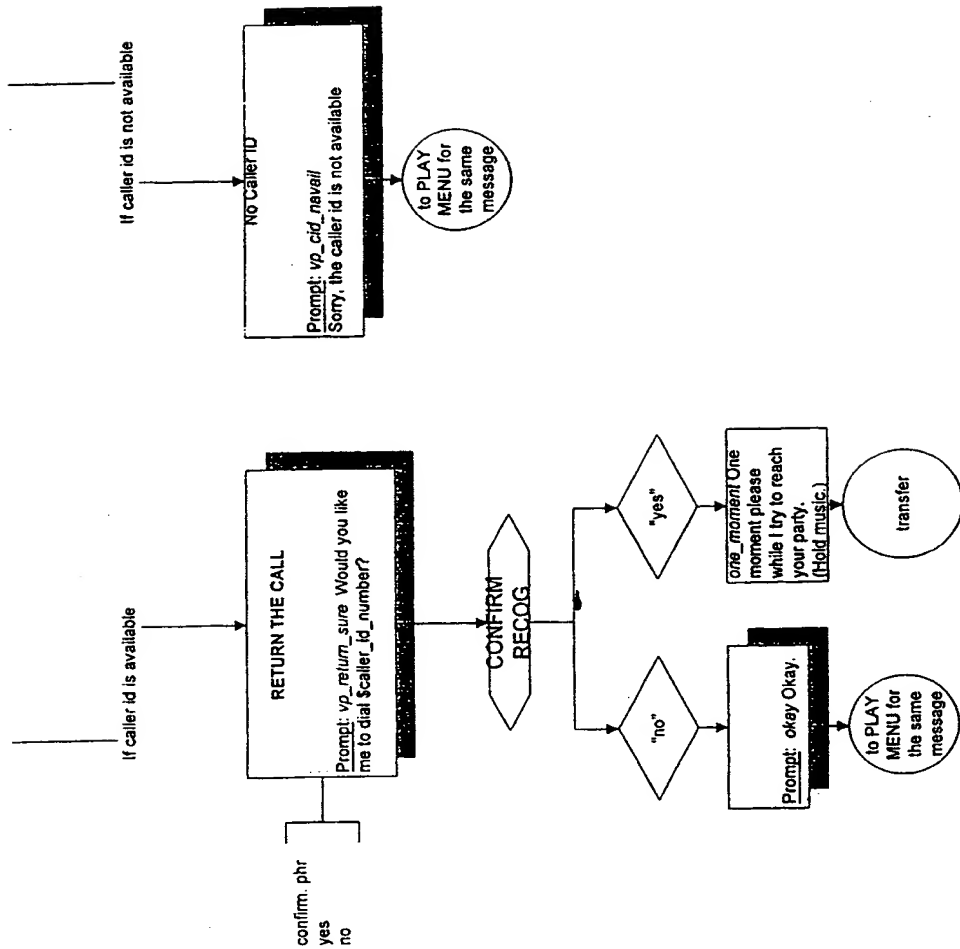 If caller id is available
RETURN THE CALL
Prompt: vp_return_sure Would you like
me to dial $caller_id_number?
confirm. phr
yes
no
CONFIRM
RECOG
"no"
Prompt: okay Okay.
to PLAY
MENU for
the same
message
"yes"
one_moment One
moment please
while I try to reach
your party.
(Hold music.)
transfer
If caller id is not available
No Caller ID
Prompt: vp_cid_navail
Sorry, the caller id is not available
to PLAY
MENU for
the same
message